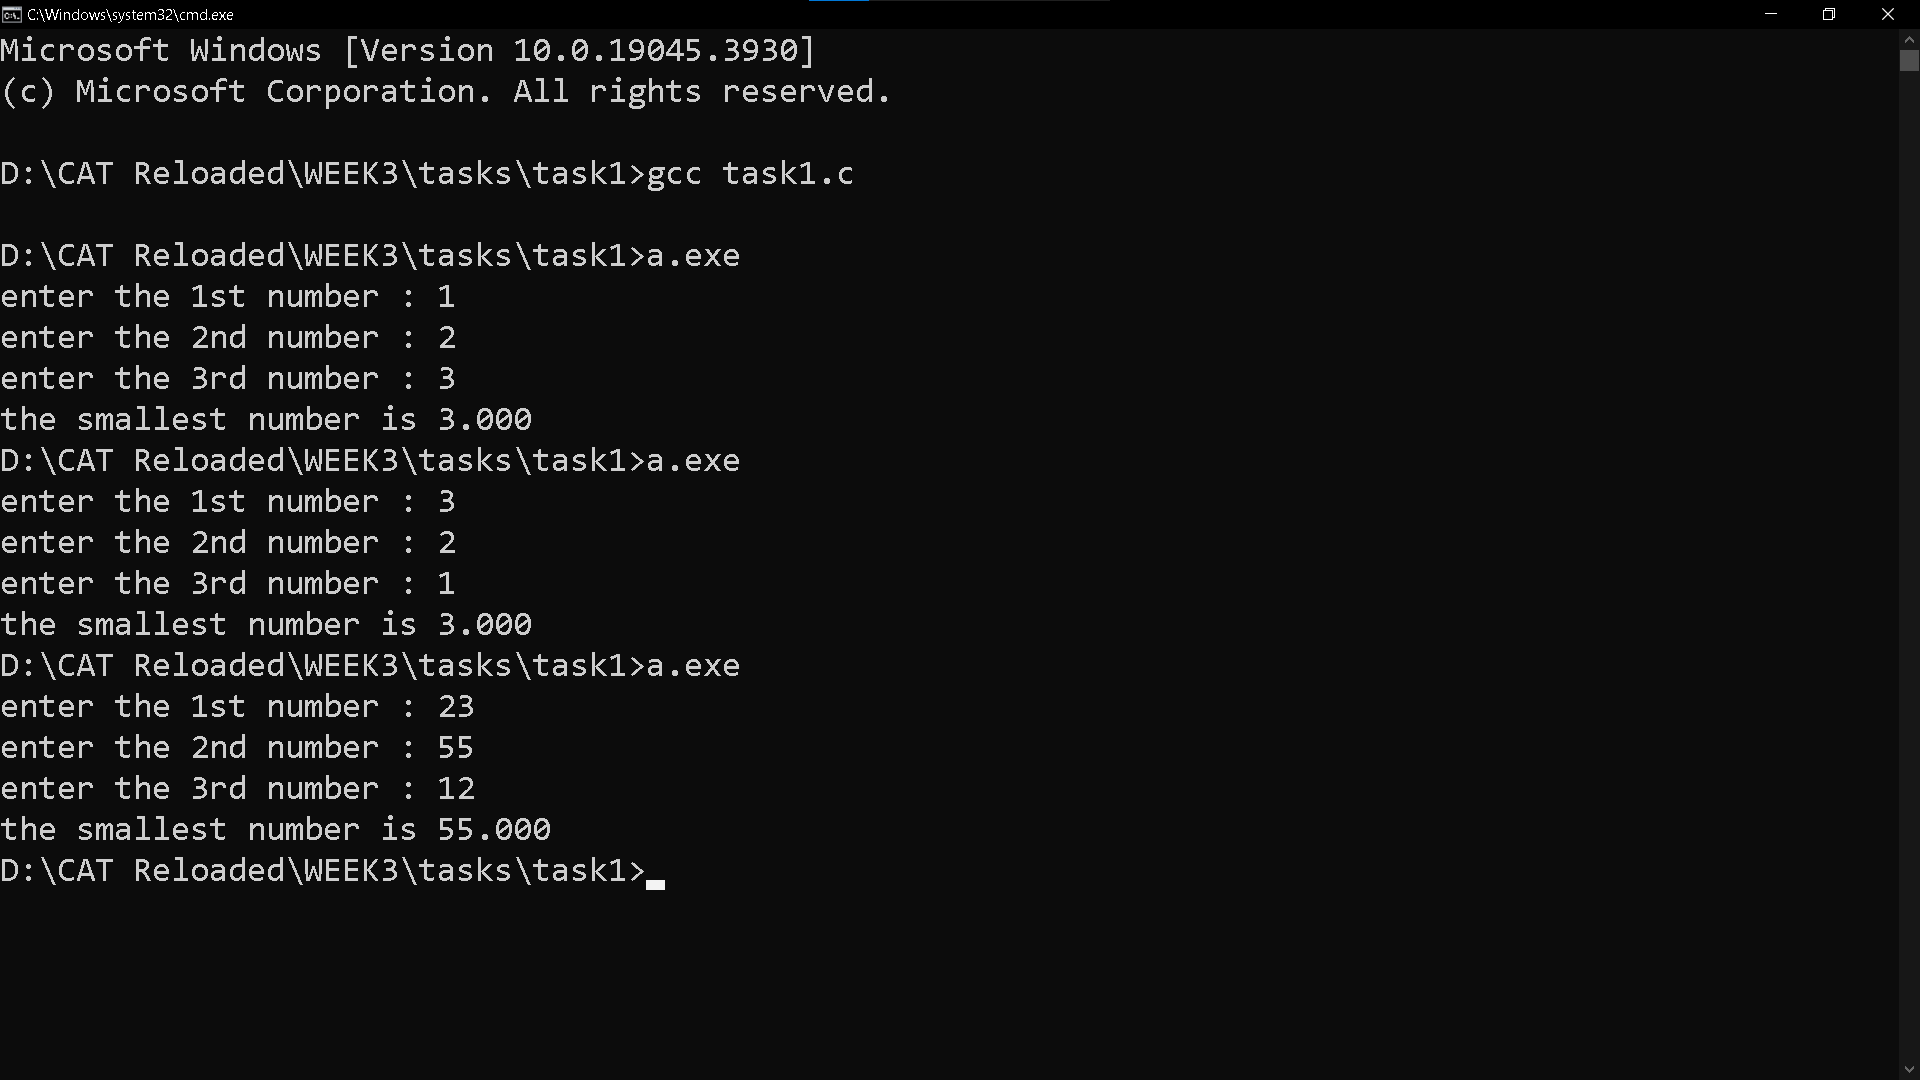 C:\Windows\system32\cmd.exe
Microsoft Windows [Version 10.0.19045.3930]
(c) Microsoft Corporation. All rights reserved.
D:\CAT Reloaded\WEEK3\tasks\task1>gcc task1.c
D:\CAT Reloaded\WEEK3\tasks\task1>a.exe
enter the 1st number : 1
enter the 2nd number : 2
enter the 3rd number : 3
the smallest number is 3.000
D:\CAT Reloaded\WEEK3\tasks\task1>a.exe
enter the 1st number : 3
enter the 2nd number : 2
enter the 3rd number : 1
the smallest number is 3.000
D:\CAT Reloaded\WEEK3\tasks\task1>a.exe
enter the 1st number : 23
enter the 2nd number : 55
enter the 3rd number : 12
the smallest number is 55.000
D:\CAT Reloaded\WEEK3\tasks\task1>